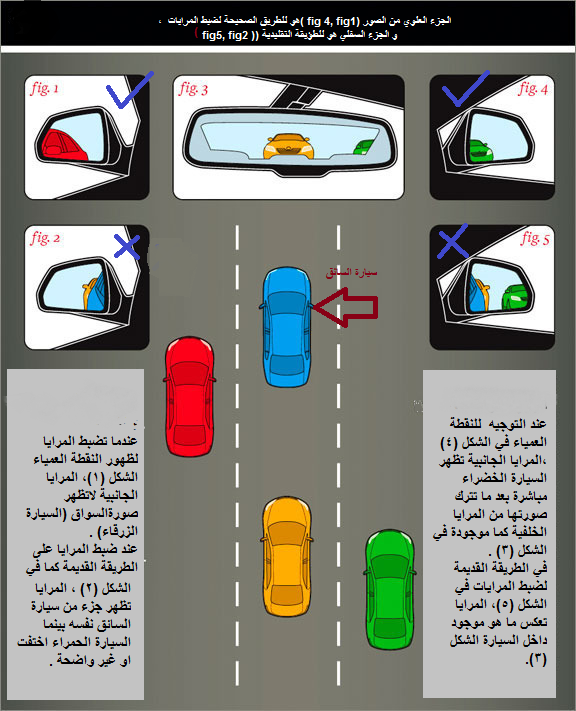 الجزء العلوي من الصور (fig 4, fig1 )هو للطريق الصحيحة لضبط المرايات ،
و الجزء السفلي هو للطريقة التقليدية (( fig5, fig2 )
fig. 1
fig. 3
fig. 4
fig. 2
fig. 5
سيارة السائق
عند التوجيه للنقطة
العمياء في الشكل (٤)
،المرايا الجانبية تظهر
السيارة الخضراء
مباشرة بعد ما تترك
صورتها من المرايا
الخلفية كما موجودة في
الشكل (٣) .
في الطريقة القديمة
لضبط المرايات في
الشكل (٥)، المرايا
تعكس ما هو موجود
داخل السيارة الشكل
(٣).
عندما تضبط المرايا
لظهور النقطة العمياء
الشكل (١)، المرايا
الجانبية لاتظهر
صورةالسواق (السيارة
الزرقاء) .
عند ضبط المرايا على
الطريقة القديمة كما في
الشكل (٢) ، المرايا
تظهر جزء من سيارة
السائق نفسه بينما
السيارة الحمراء اختفت
او غير واضحة .